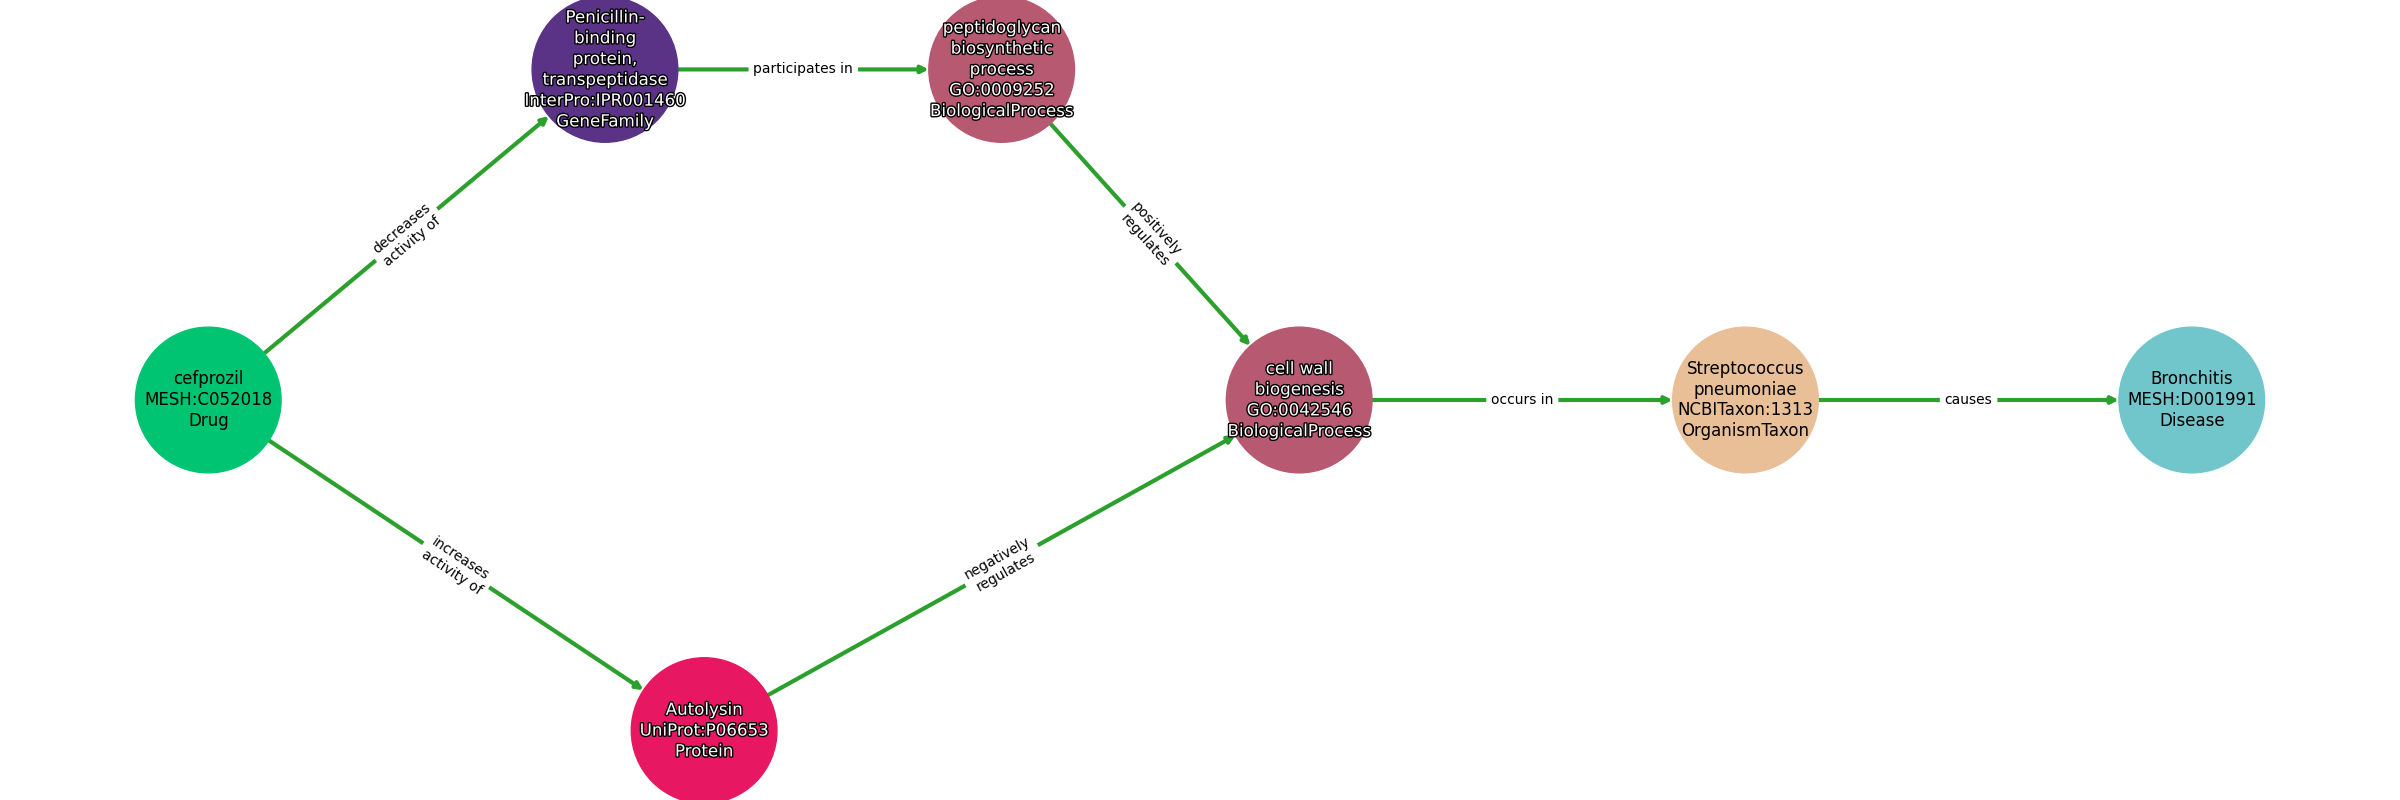 Penicillin-
binding
protein,
transpeptidase
InterPro:IPR001460
GeneFamily
participates in
peptidoglycan
biosynthetic
process
GO:0009252
BiologicalProcess
decreases
activity of
positively
regulates
cefprozil
MESH:C052018
Drug
cell wall
biogenesis
GO:0042546
BiologicalProcess
occurs in
Streptococcus
pneumoniae
NCBITaxon:1313
OrganismTaxon
causes
Bronchitis
MESH:D001991
Disease
increases
activity of
negatively
regulates
Autolysin
UniProt:P06653
Protein